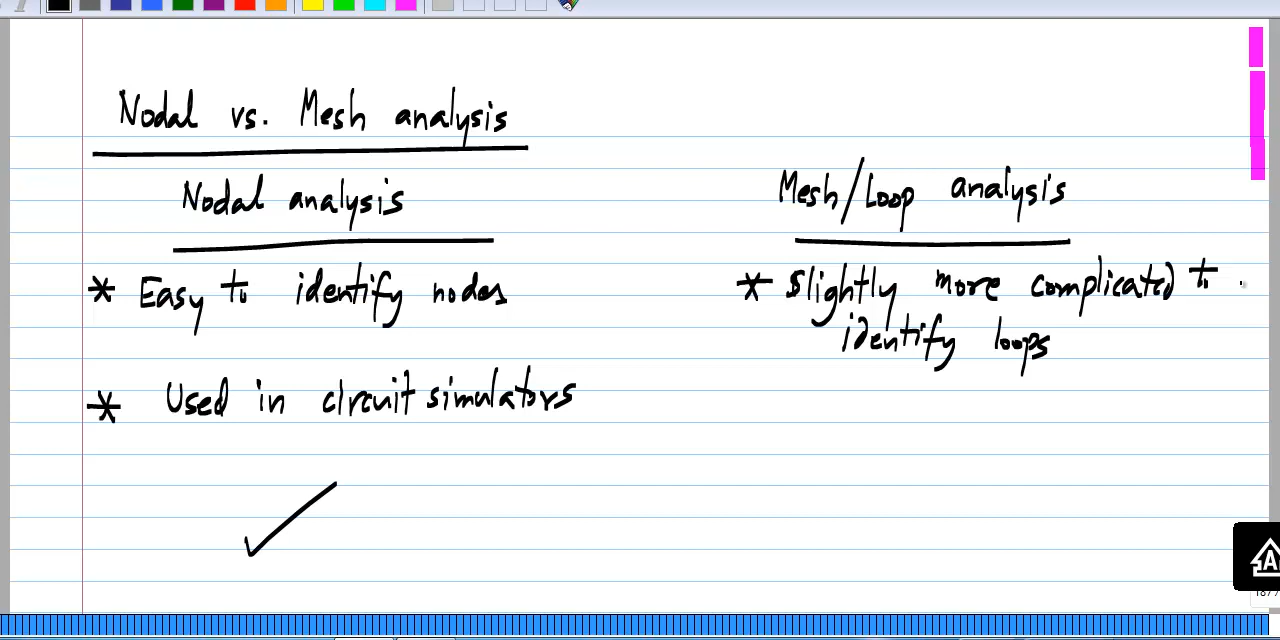 Nodal vs. Mesh analysis
Nodal analysis
* Easy to identify nodes
* Used in circuit simulators
Mesh/Loop analysis
* Slightly more complicated to
identify loops
A
1877